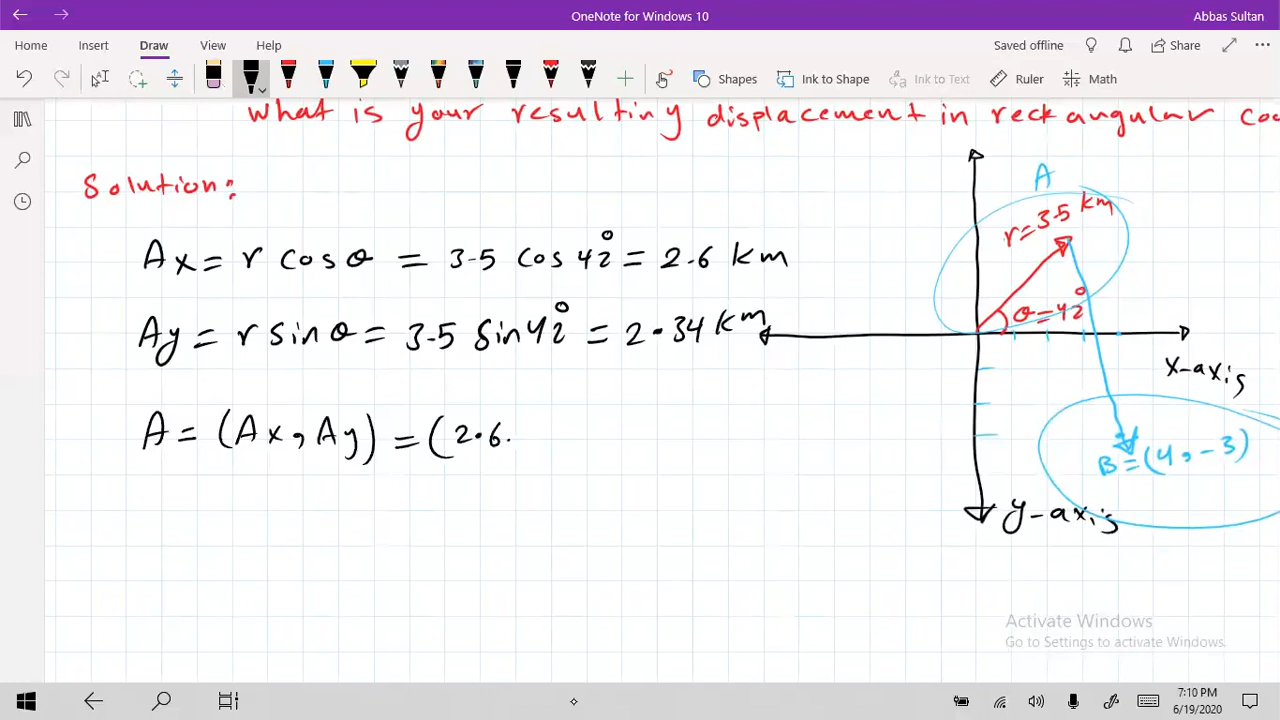 OneNote for Windows 10
Abbas Sultan
Home Insert Draw View Help
Saved offline
Share
Shapes
Ink to Shape
Ink to Text
Ruler
Math
What is your resulting displacement in reckangular coo
Solution:
Ax = r cos θ = 3.5 cos 42° = 2.6 km
Ay = r sin θ = 3.5 sin 42° = 2.34 km
A = (Ax, Ay) = (2.6.
A
r = 3.5 km
θ = 42°
x-axis
B = (4, -3)
y-axis
Activate Windows
Go to Settings to activate Windows.
7:10 PM
6/19/2020